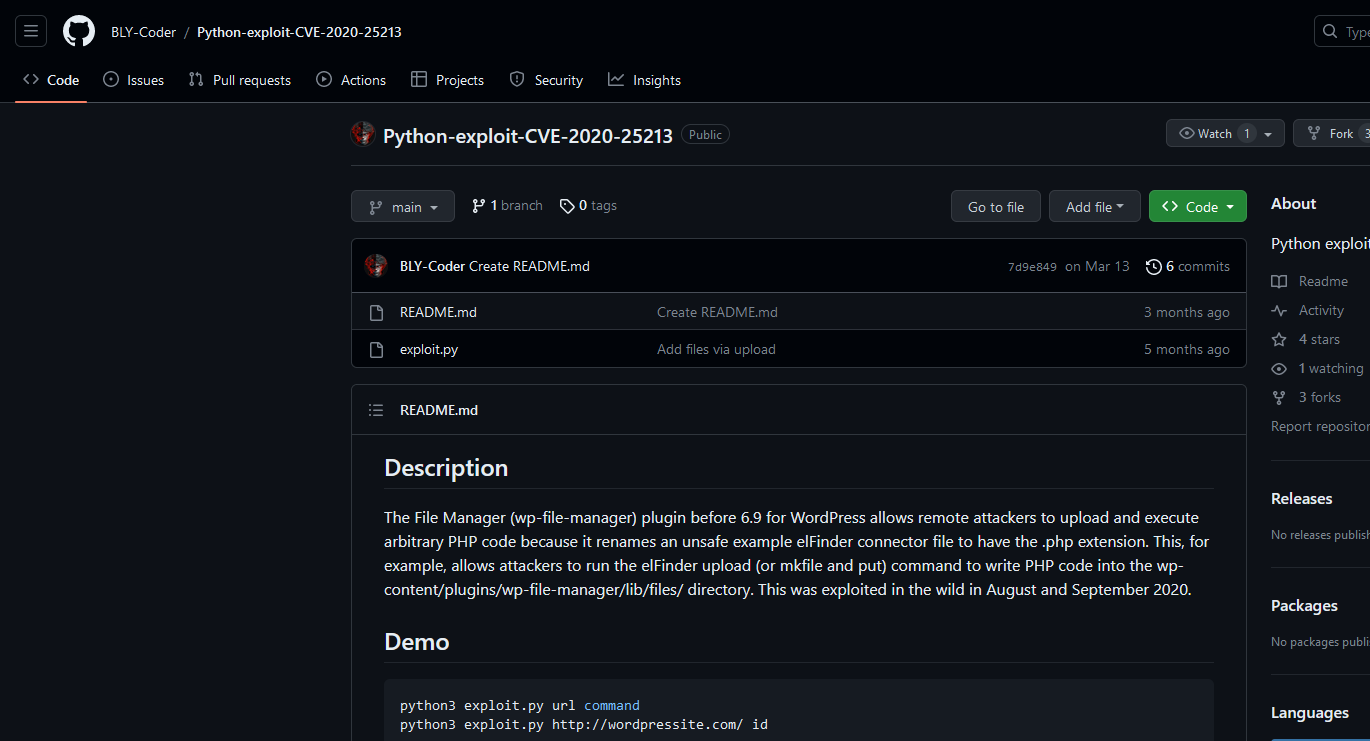 BLY-Coder / Python-exploit-CVE-2020-25213
Type
Code Issues Pull requests Actions Projects Security Insights
Python-exploit-CVE-2020-25213 Public
Watch 1 Fork 3
main 1 branch 0 tags
Go to file Add file Code
BLY-Coder Create README.md 7d9e849 on Mar 13 6 commits
README.md Create README.md 3 months ago
exploit.py Add files via upload 5 months ago
README.md
Description
The File Manager (wp-file-manager) plugin before 6.9 for WordPress allows remote attackers to upload and execute
arbitrary PHP code because it renames an unsafe example elFinder connector file to have the .php extension. This, for
example, allows attackers to run the elFinder upload (or mkfile and put) command to write PHP code into the wp-
content/plugins/wp-file-manager/lib/files/ directory. This was exploited in the wild in August and September 2020.
Demo
python3 exploit.py url command
python3 exploit.py http://wordpressite.com/ id
About
Python exploit
Readme
Activity
4 stars
1 watching
3 forks
Report repositor
Releases
No releases publish
Packages
No packages publi
Languages